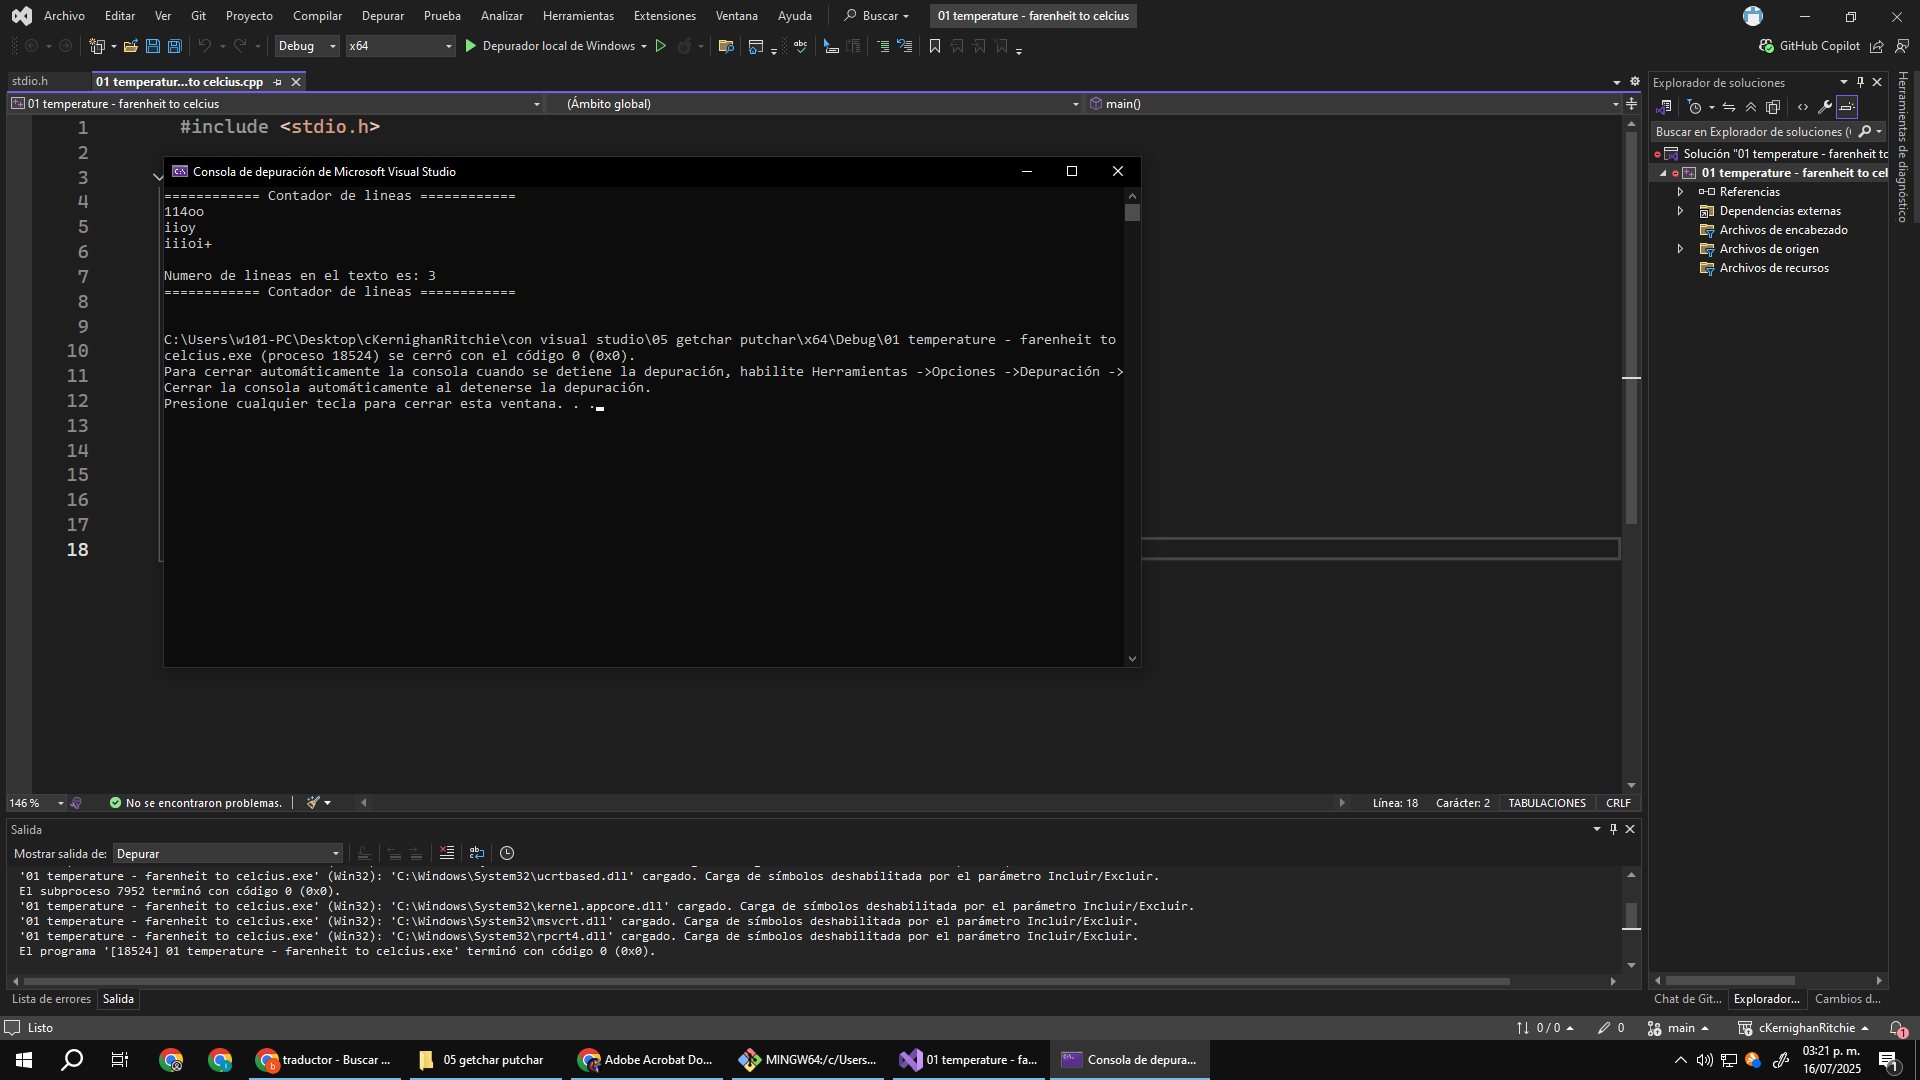 Archivo Editar Ver Git Proyecto Compilar Depurar Prueba Analizar Herramientas Extensiones Ventana Ayuda Buscar 01 temperature - farenheit to celcius
Debug x64 Depurador local de Windows GitHub Copilot
stdio.h 01 temperatur...to celcius.cpp
01 temperature - farenheit to celcius (Ámbito global) main()
1 #include <stdio.h>
2
3
4
5
6
7
8
9
10
11
12
13
14
15
16
17
18
Consola de depuración de Microsoft Visual Studio
============ Contador de lineas ============
114oo
iioy
iiioi+
Numero de lineas en el texto es: 3
============ Contador de lineas ============
C:\Users\w101-PC\Desktop\cKernighanRitchie\con visual studio\05 getchar putchar\x64\Debug\01 temperature - farenheit to
celcius.exe (proceso 18524) se cerró con el código 0 (0x0).
Para cerrar automáticamente la consola cuando se detiene la depuración, habilite Herramientas ->Opciones ->Depuración ->
Cerrar la consola automáticamente al detenerse la depuración.
Presione cualquier tecla para cerrar esta ventana. . .
146 % No se encontraron problemas. Línea: 18 Carácter: 2 TABULACIONES CRLF
Explorador de soluciones
Buscar en Explorador de soluciones (
Solución "01 temperature - farenheit to
01 temperature - farenheit to cel
Referencias
Dependencias externas
Archivos de encabezado
Archivos de origen
Archivos de recursos
Herramientas de diagnóstico
Salida
Mostrar salida de: Depurar
'01 temperature - farenheit to celcius.exe' (Win32): 'C:\Windows\System32\ucrtbased.dll' cargado. Carga de símbolos deshabilitada por el parámetro Incluir/Excluir.
El subproceso 7952 terminó con código 0 (0x0).
'01 temperature - farenheit to celcius.exe' (Win32): 'C:\Windows\System32\kernel.appcore.dll' cargado. Carga de símbolos deshabilitada por el parámetro Incluir/Excluir.
'01 temperature - farenheit to celcius.exe' (Win32): 'C:\Windows\System32\msvcrt.dll' cargado. Carga de símbolos deshabilitada por el parámetro Incluir/Excluir.
'01 temperature - farenheit to celcius.exe' (Win32): 'C:\Windows\System32\rpcrt4.dll' cargado. Carga de símbolos deshabilitada por el parámetro Incluir/Excluir.
El programa '[18524] 01 temperature - farenheit to celcius.exe' terminó con código 0 (0x0).
Lista de errores Salida
Chat de Git... Explorador... Cambios d...
Listo 0 / 0 0 main cKernighanRitchie 1
traductor - Buscar ... 05 getchar putchar Adobe Acrobat Do... MINGW64:/c/Users... 01 temperature - fa... Consola de depura...
03:21 p. m.
16/07/2025
1